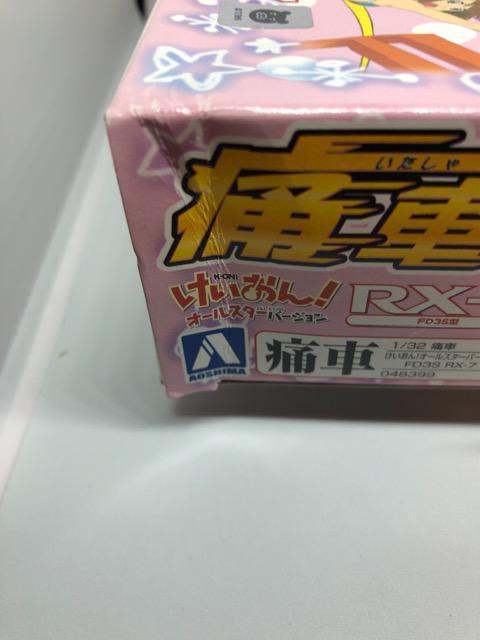 いたしゃ
痛車
K-ON!
けいおん!
オールスターバージョン
RX-
FD3S型
AOSHIMA
痛車
1/32 痛車
けいおん!オールスターバー
FD3S RX-7
048399